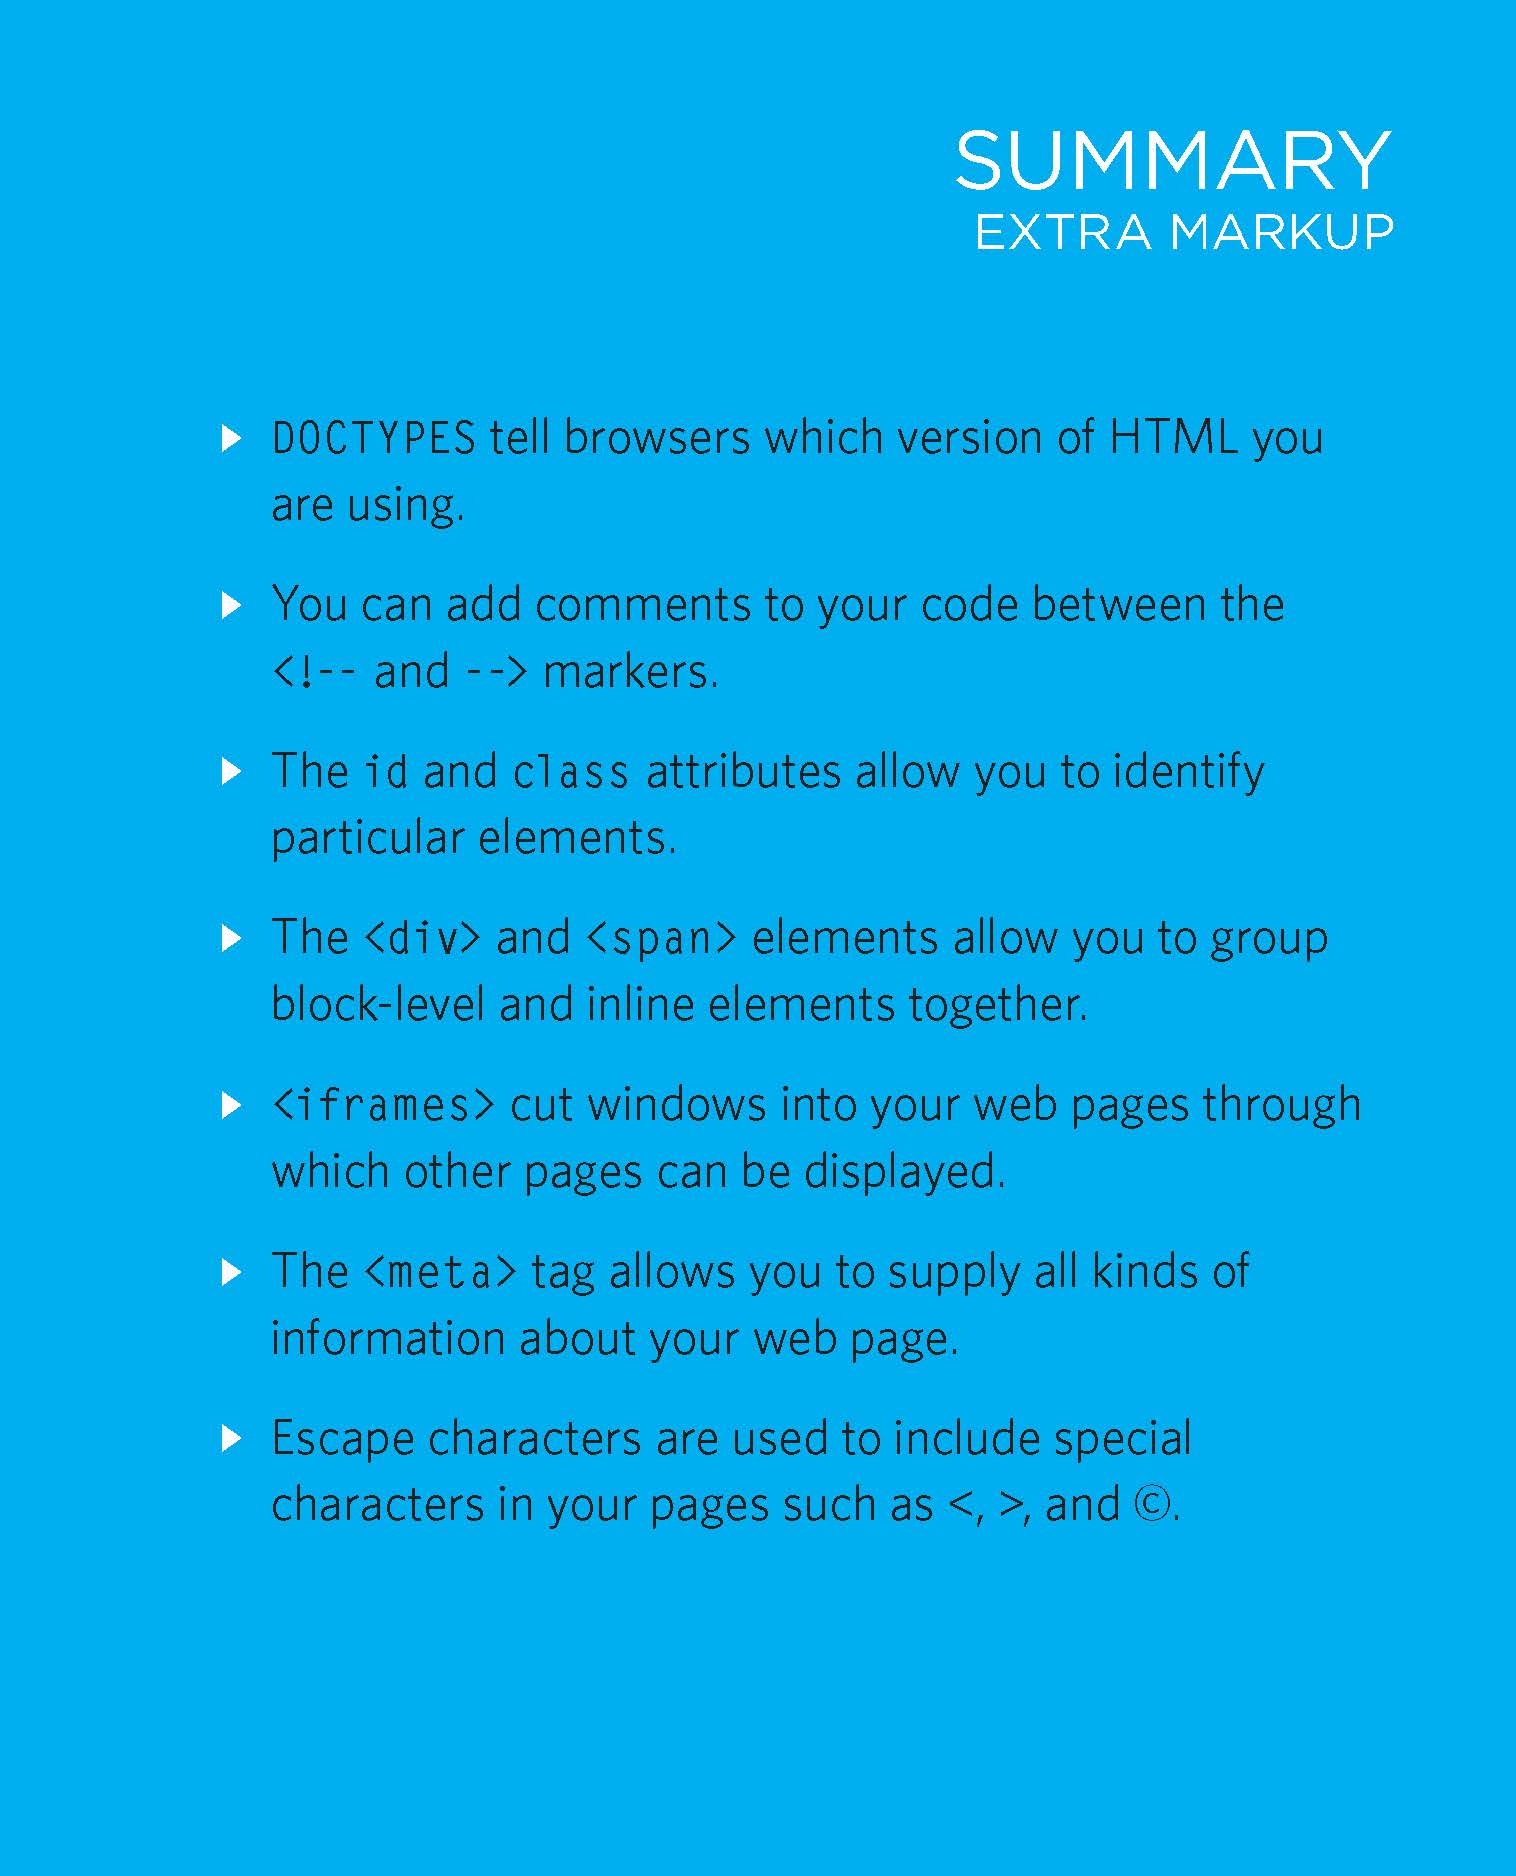 SUMMARY
EXTRA MARKUP
DOCTYPES tell browsers which version of HTML you
are using.
You can add comments to your code between the
<!-- and --> markers.
The id and class attributes allow you to identify
particular elements.
The <div> and <span> elements allow you to group
block-level and inline elements together.
<iframes> cut windows into your web pages through
which other pages can be displayed.
The <meta> tag allows you to supply all kinds of
information about your web page.
Escape characters are used to include special
characters in your pages such as <, >, and ©.